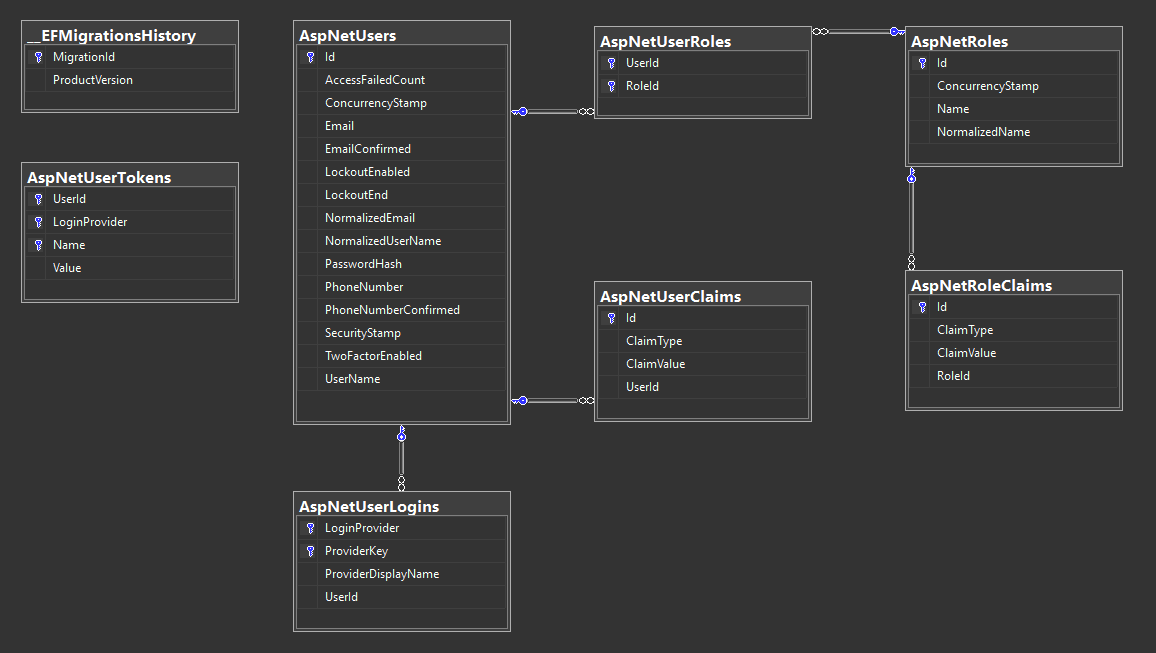 __EFMigrationsHistory
MigrationId
ProductVersion
AspNetUserTokens
UserId
LoginProvider
Name
Value
AspNetUsers
Id
AccessFailedCount
ConcurrencyStamp
Email
EmailConfirmed
LockoutEnabled
LockoutEnd
NormalizedEmail
NormalizedUserName
PasswordHash
PhoneNumber
PhoneNumberConfirmed
SecurityStamp
TwoFactorEnabled
UserName
AspNetUserLogins
LoginProvider
ProviderKey
ProviderDisplayName
UserId
AspNetUserRoles
UserId
RoleId
AspNetUserClaims
Id
ClaimType
ClaimValue
UserId
AspNetRoles
Id
ConcurrencyStamp
Name
NormalizedName
AspNetRoleClaims
Id
ClaimType
ClaimValue
RoleId